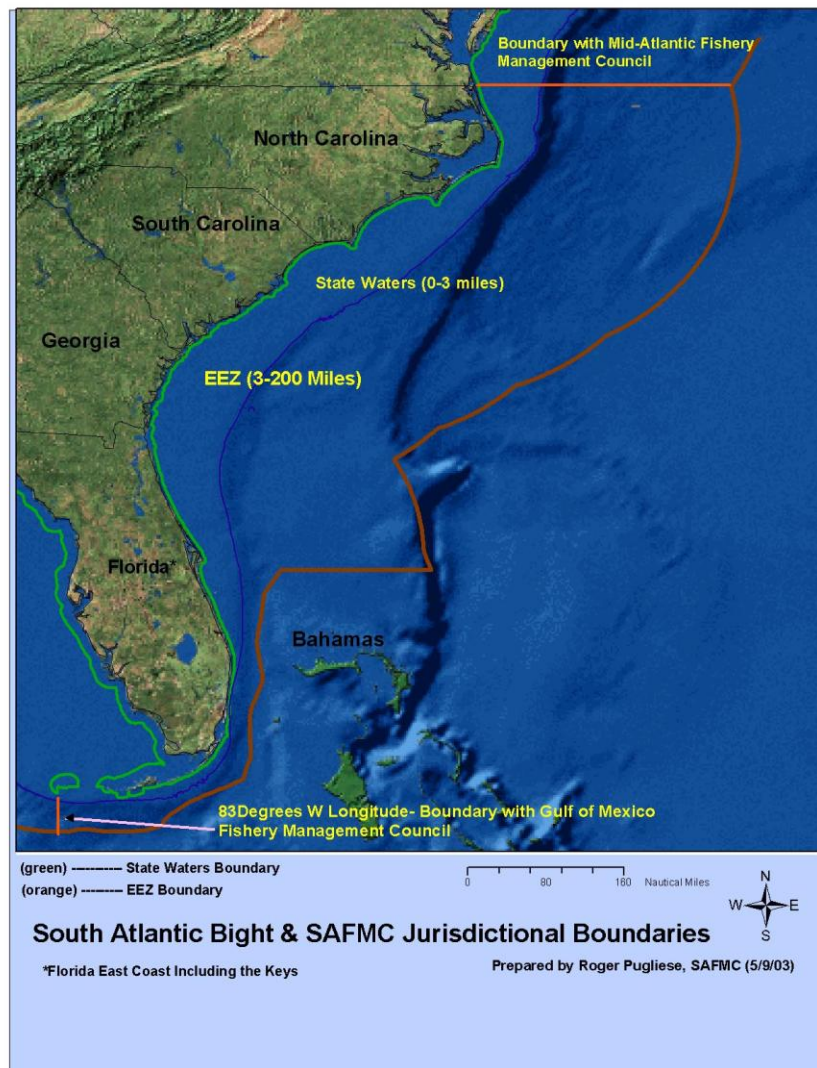 Boundary with Mid-Atlantic Fishery
Management Council
North Carolina
South Carolina
State Waters (0-3 miles)
Georgia
EEZ (3-200 Miles)
Florida*
Bahamas
83Degrees W Longitude- Boundary with Gulf of Mexico
Fishery Management Council
(green) ----------- State Waters Boundary
(orange) --------- EEZ Boundary
0 80 160 Nautical Miles
N
W E
S
South Atlantic Bight & SAFMC Jurisdictional Boundaries
*Florida East Coast Including the Keys
Prepared by Roger Pugliese, SAFMC (5/9/03)